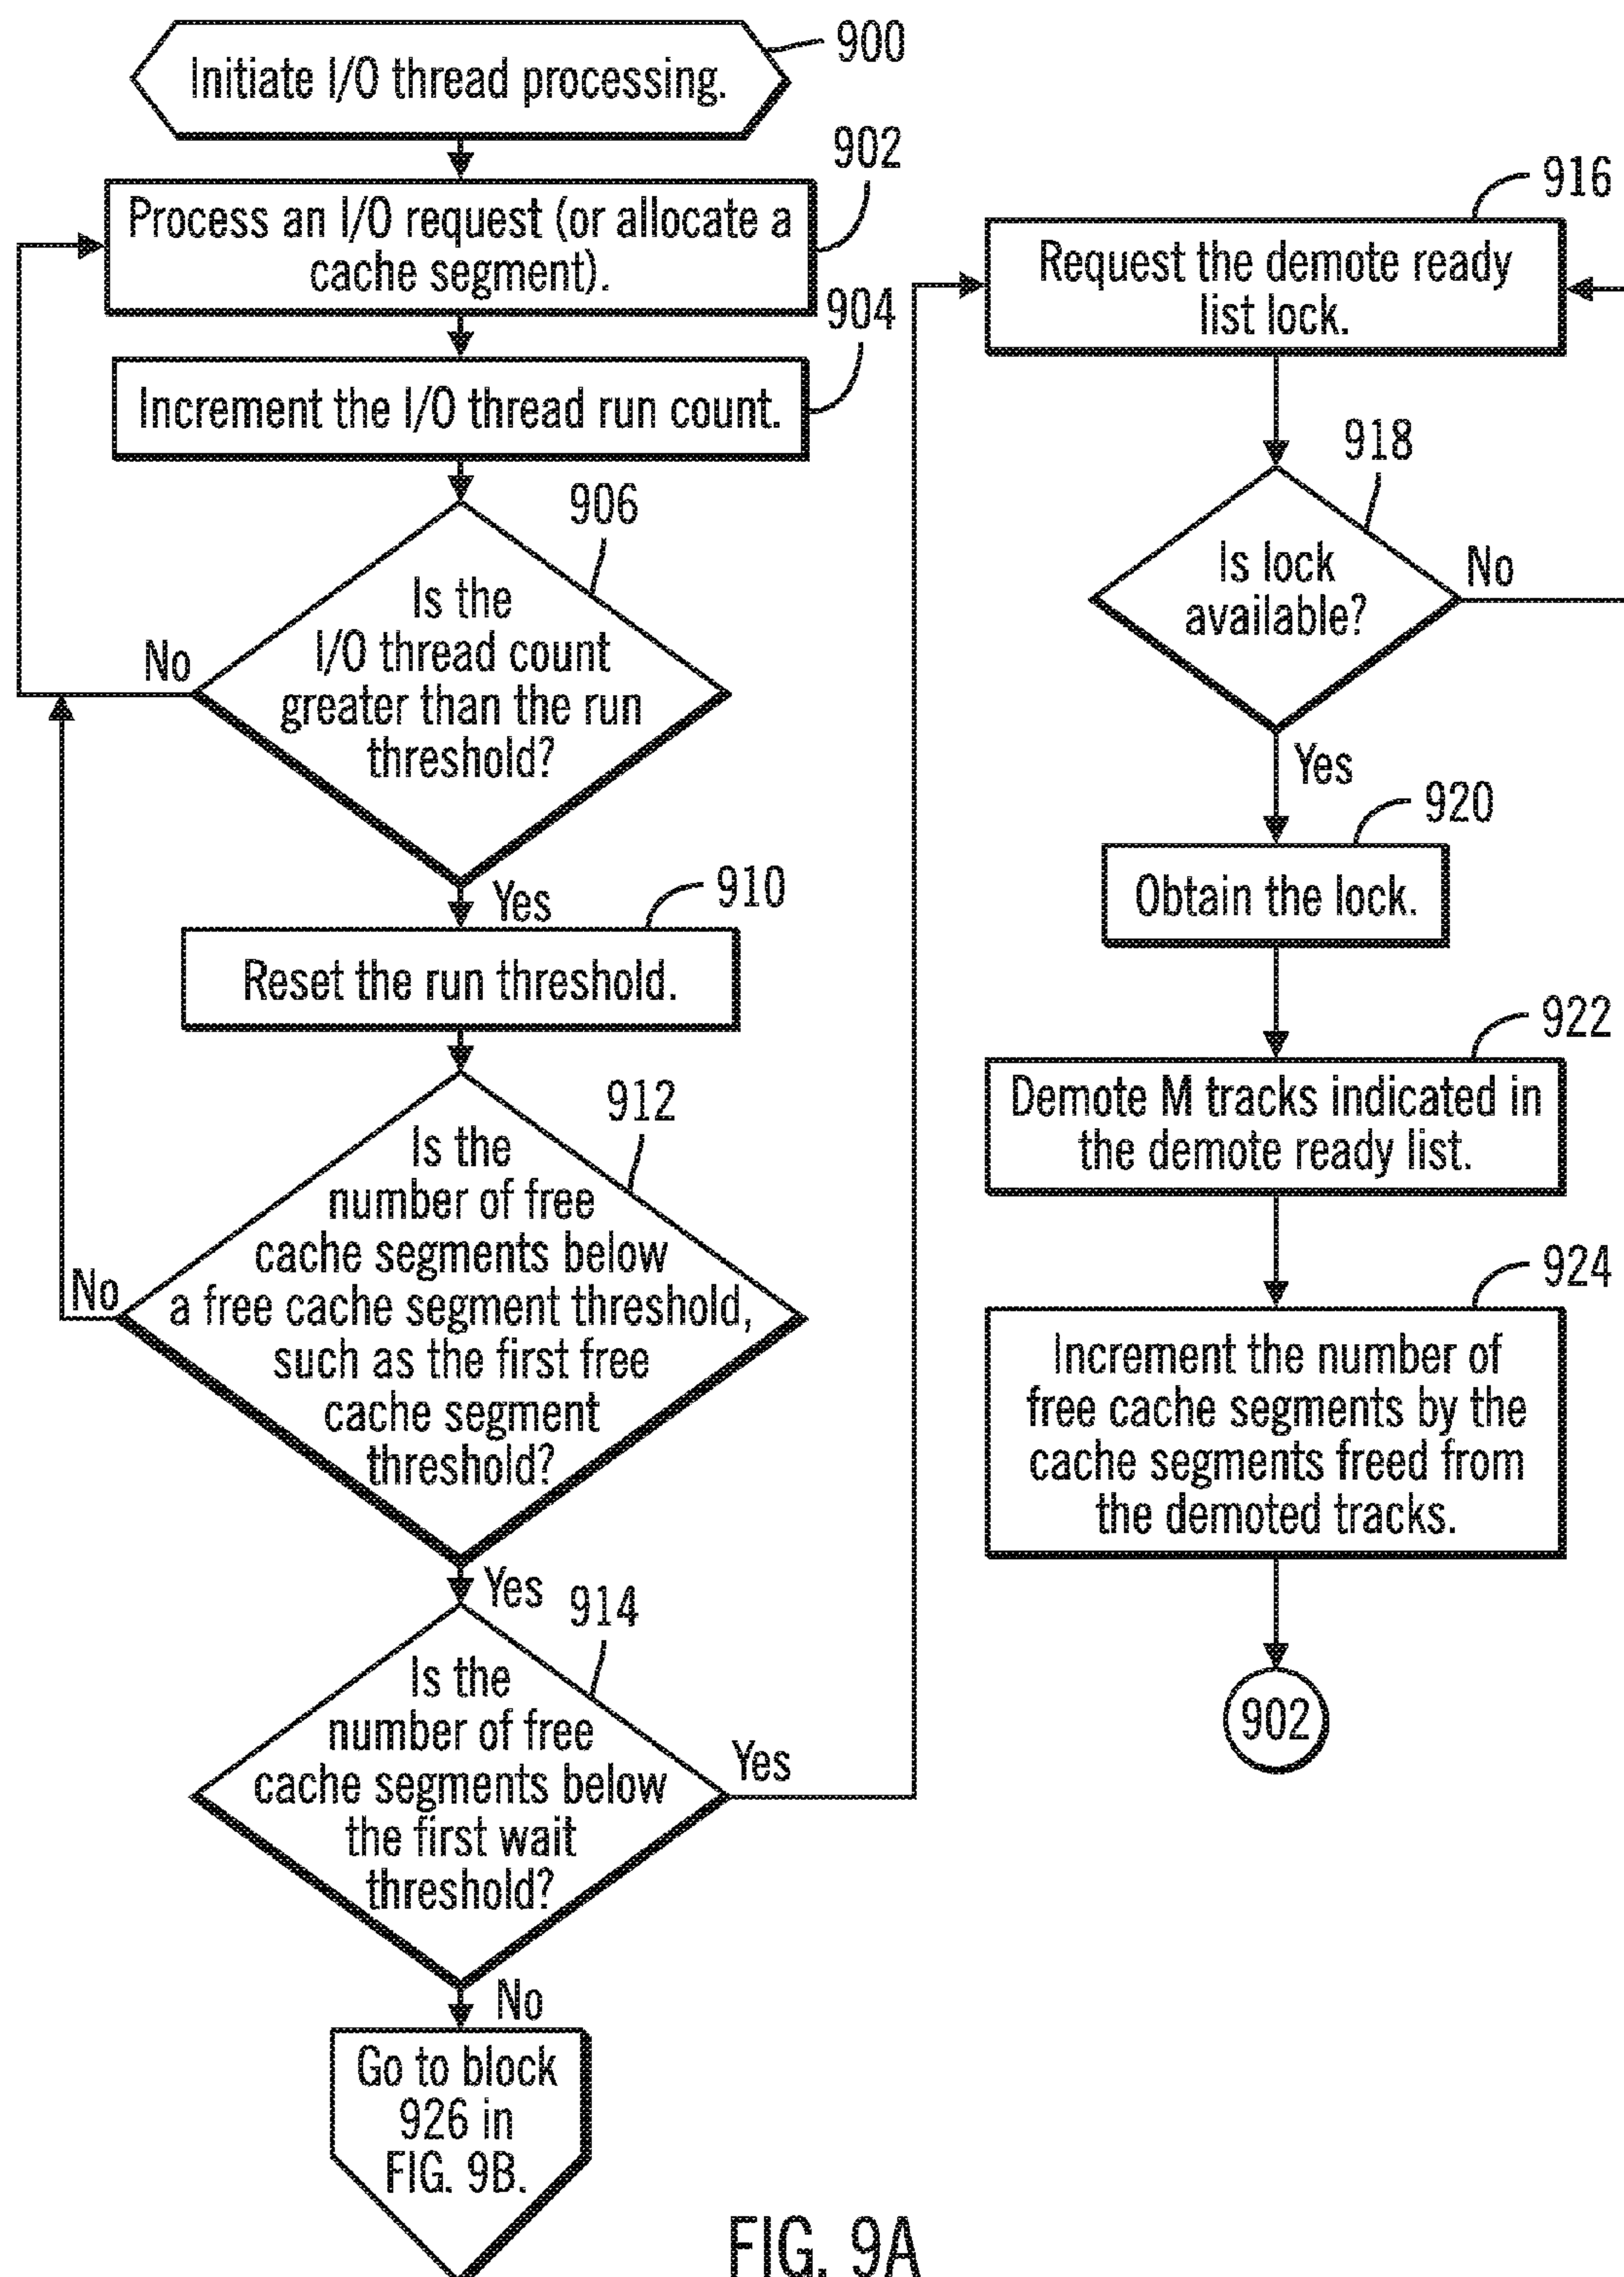 900
Initiate I/O thread processing.
902
Process an I/O request (or allocate a
cache segment).
904
Increment the I/O thread run count.
906
Is the
I/O thread count
greater than the run
threshold?
No
Yes
910
Reset the run threshold.
912
Is the
number of free
cache segments below
a free cache segment threshold,
such as the first free
cache segment
threshold?
No
Yes
914
Is the
number of free
cache segments below
the first wait
threshold?
Yes
No
Go to block
926 in
FIG. 9B.
916
Request the demote ready
list lock.
918
Is lock
available?
No
Yes
920
Obtain the lock.
922
Demote M tracks indicated in
the demote ready list.
924
Increment the number of
free cache segments by the
cache segments freed from
the demoted tracks.
902
FIG. 9A